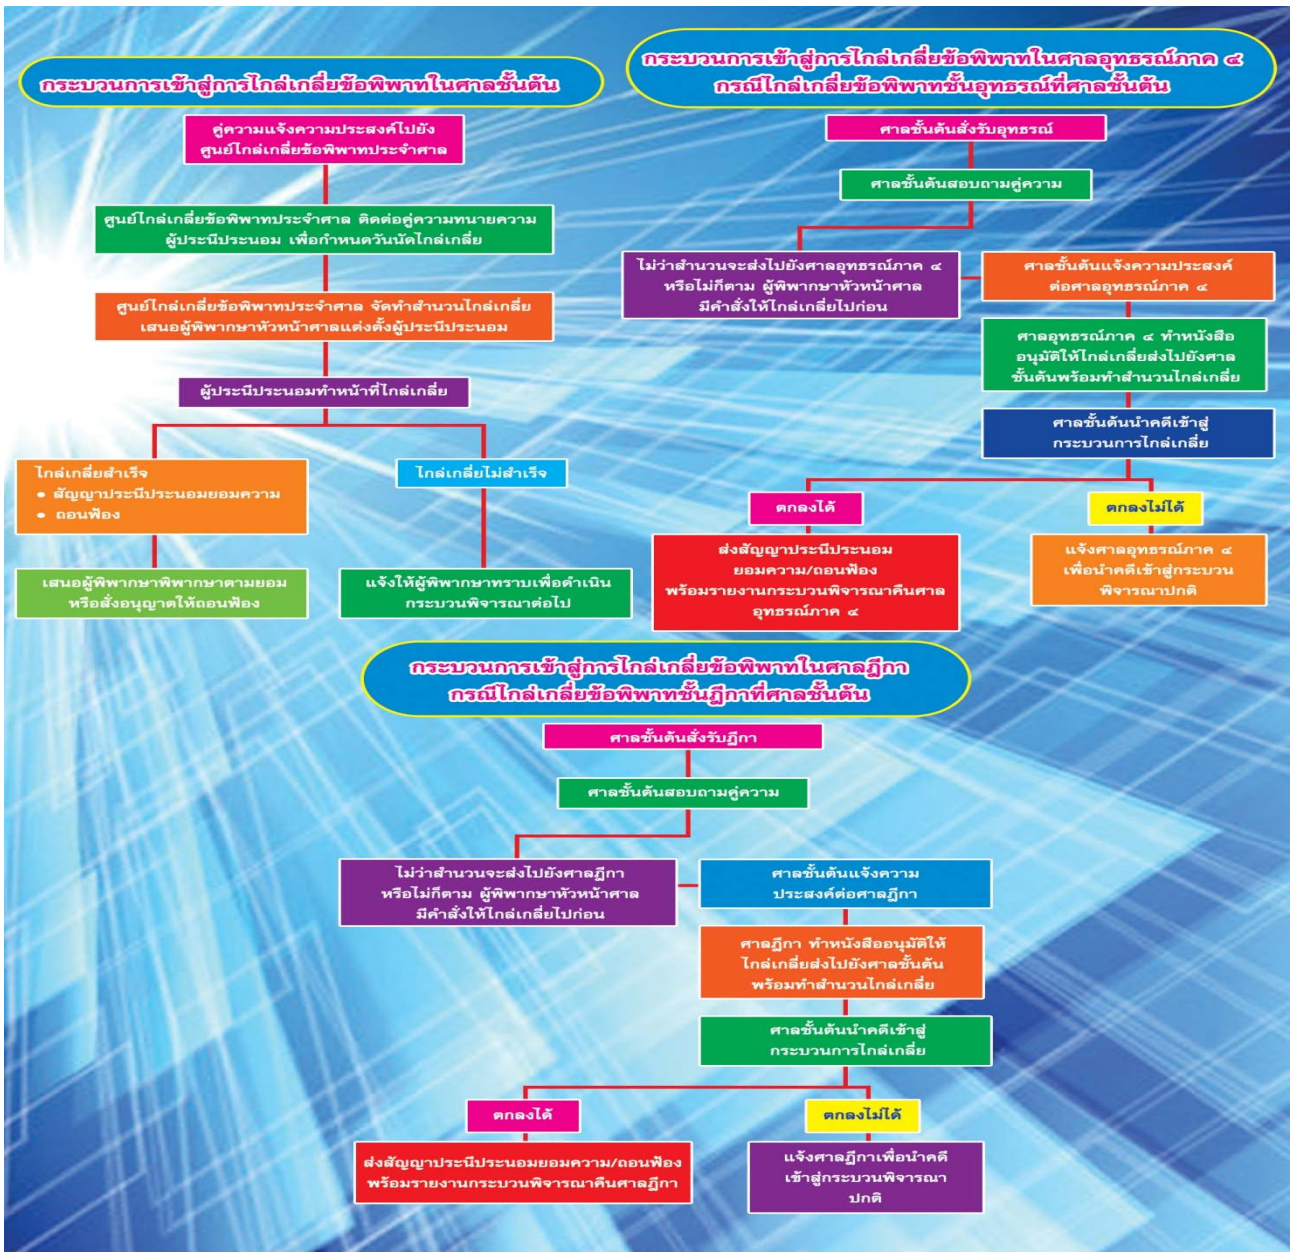 กระบวนการเข้าสู่การไกล่เกลี่ยข้อพิพาทในศาลชั้นต้น
คู่ความแจ้งความประสงค์ไปยัง
ศูนย์ไกล่เกลี่ยข้อพิพาทประจำศาล
ศูนย์ไกล่เกลี่ยข้อพิพาทประจำศาล ติดต่อคู่ความทนายความ
ผู้ประนีประนอม เพื่อกำหนดวันนัดไกล่เกลี่ย
ศูนย์ไกล่เกลี่ยข้อพิพาทประจำศาล จัดทำสำนวนไกล่เกลี่ย
เสนอผู้พิพากษาหัวหน้าศาลแต่งตั้งผู้ประนีประนอม
ผู้ประนีประนอมทำหน้าที่ไกล่เกลี่ย
ไกล่เกลี่ยสำเร็จ
• สัญญาประนีประนอมยอมความ
• ถอนฟ้อง
ไกล่เกลี่ยไม่สำเร็จ
เสนอผู้พิพากษาพิพากษาตามยอม
หรือสั่งอนุญาตให้ถอนฟ้อง
แจ้งให้ผู้พิพากษาทราบเพื่อดำเนิน
กระบวนพิจารณาต่อไป
กระบวนการเข้าสู่การไกล่เกลี่ยข้อพิพาทในศาลอุทธรณ์ภาค ๔
กรณีไกล่เกลี่ยข้อพิพาทชั้นอุทธรณ์ที่ศาลชั้นต้น
ศาลชั้นต้นสั่งรับอุทธรณ์
ศาลชั้นต้นสอบถามคู่ความ
ไม่ว่าสำนวนจะส่งไปยังศาลอุทธรณ์ภาค ๔
หรือไม่ก็ตาม ผู้พิพากษาหัวหน้าศาล
มีคำสั่งให้ไกล่เกลี่ยไปก่อน
ศาลชั้นต้นแจ้งความประสงค์
ต่อศาลอุทธรณ์ภาค ๔
ศาลอุทธรณ์ภาค ๔ ทำหนังสือ
อนุมัติให้ไกล่เกลี่ยส่งไปยังศาล
ชั้นต้นพร้อมทำสำนวนไกล่เกลี่ย
ศาลชั้นต้นนำคดีเข้าสู่
กระบวนการไกล่เกลี่ย
ตกลงได้
ตกลงไม่ได้
ส่งสัญญาประนีประนอม
ยอมความ/ถอนฟ้อง
พร้อมรายงานกระบวนพิจารณาคืนศาล
อุทธรณ์ภาค ๔
แจ้งศาลอุทธรณ์ภาค ๔
เพื่อนำคดีเข้าสู่กระบวน
พิจารณาปกติ
กระบวนการเข้าสู่การไกล่เกลี่ยข้อพิพาทในศาลฎีกา
กรณีไกล่เกลี่ยข้อพิพาทชั้นฎีกาที่ศาลชั้นต้น
ศาลชั้นต้นสั่งรับฎีกา
ศาลชั้นต้นสอบถามคู่ความ
ไม่ว่าสำนวนจะส่งไปยังศาลฎีกา
หรือไม่ก็ตาม ผู้พิพากษาหัวหน้าศาล
มีคำสั่งให้ไกล่เกลี่ยไปก่อน
ศาลชั้นต้นแจ้งความ
ประสงค์ต่อศาลฎีกา
ศาลฎีกา ทำหนังสืออนุมัติให้
ไกล่เกลี่ยส่งไปยังศาลชั้นต้น
พร้อมทำสำนวนไกล่เกลี่ย
ศาลชั้นต้นนำคดีเข้าสู่
กระบวนการไกล่เกลี่ย
ตกลงได้
ตกลงไม่ได้
ส่งสัญญาประนีประนอมยอมความ/ถอนฟ้อง
พร้อมรายงานกระบวนพิจารณาคืนศาลฎีกา
แจ้งศาลฎีกาเพื่อนำคดี
เข้าสู่กระบวนพิจารณา
ปกติ